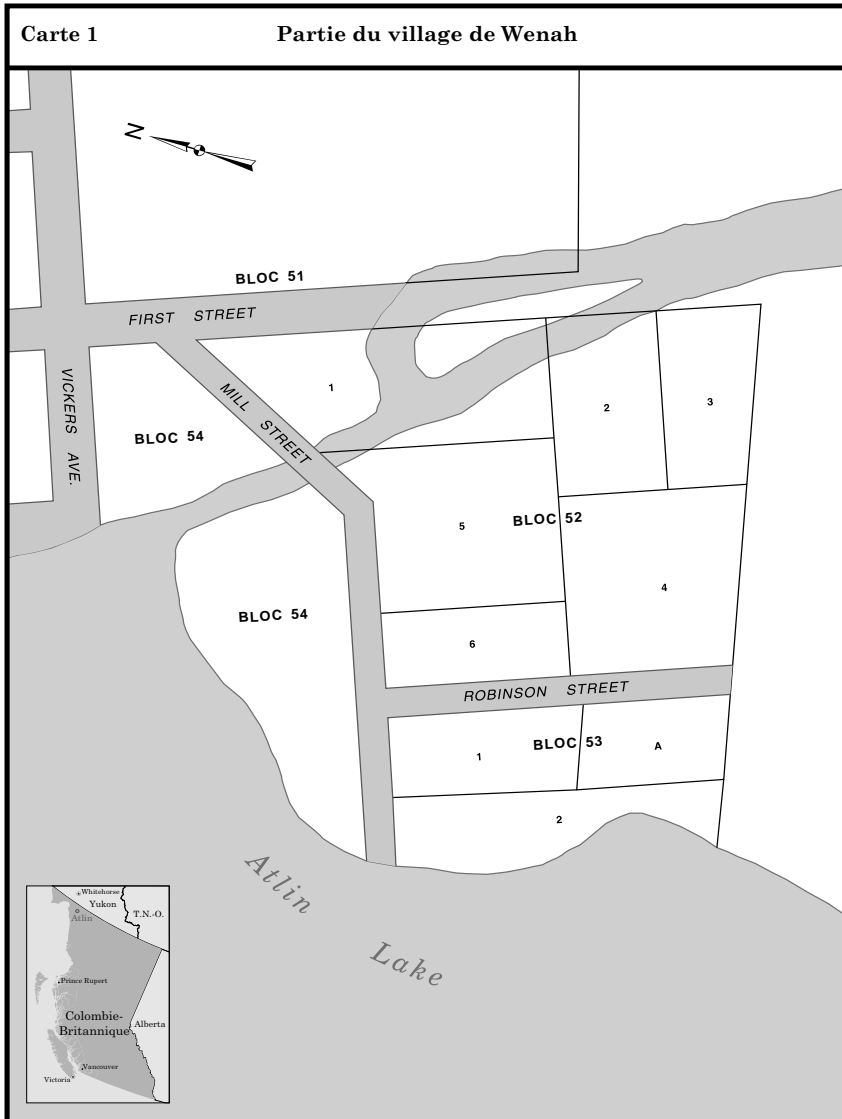 Carte 1
Partie du village de Wenah
N
BLOC 51
FIRST STREET
VICKERS AVE.
MILL STREET
BLOC 54
1
2
3
5
BLOC 52
4
BLOC 54
6
ROBINSON STREET
1
BLOC 53
A
2
Atlin
Lake
Whitehorse
Yukon
T.N.-O.
Atlin
Prince Rupert
Colombie-
Britannique
Alberta
Vancouver
Victoria